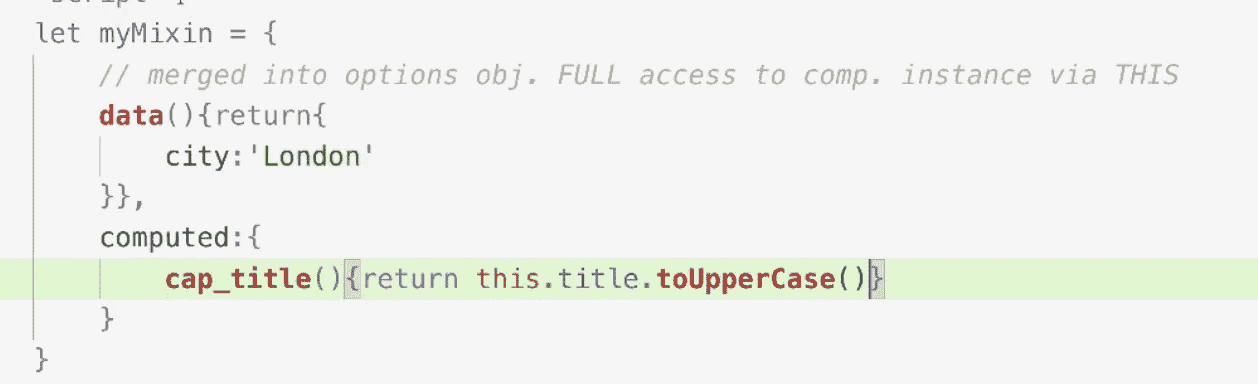 let myMixin = {
// merged into options obj. FULL access to comp. instance via THIS
data(){return{
city:'London'
}},
computed:{
cap_title(){return this.title.toUpperCase()}
}
}